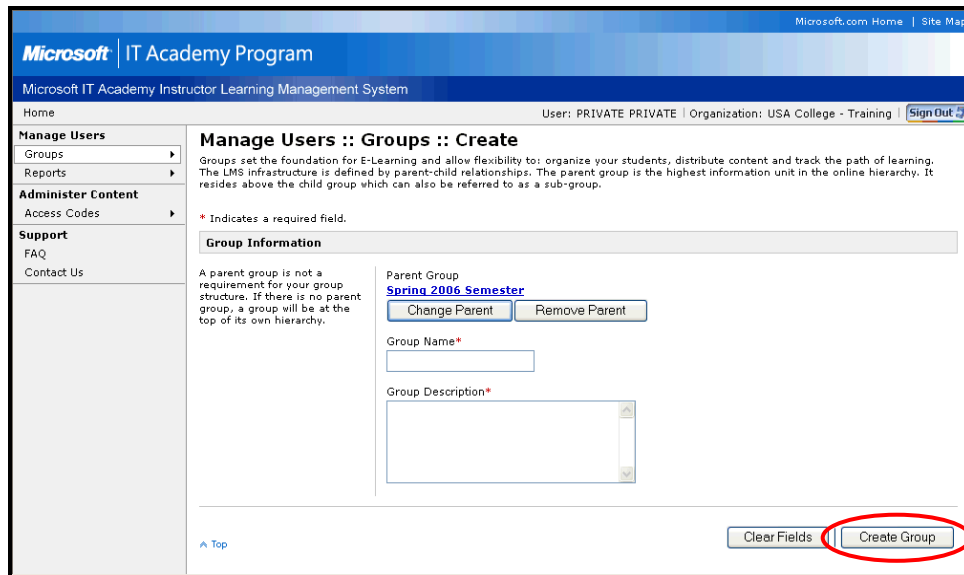 Microsoft.com Home | Site Map
Microsoft | IT Academy Program
Microsoft IT Academy Instructor Learning Management System
Home
User: PRIVATE PRIVATE | Organization: USA College - Training | Sign Out
Manage Users
Groups
Reports
Administer Content
Access Codes
Support
FAQ
Contact Us
Manage Users :: Groups :: Create
Groups set the foundation for E-Learning and allow flexibility to: organize your students, distribute content and track the path of learning.
The LMS infrastructure is defined by parent-child relationships. The parent group is the highest information unit in the online hierarchy. It
resides above the child group which can also be referred to as a sub-group.
* Indicates a required field.
Group Information
A parent group is not a
requirement for your group
structure. If there is no parent
group, a group will be at the
top of its own hierarchy.
Parent Group
Spring 2006 Semester
Change Parent
Remove Parent
Group Name*
Group Description*
Top
Clear Fields
Create Group